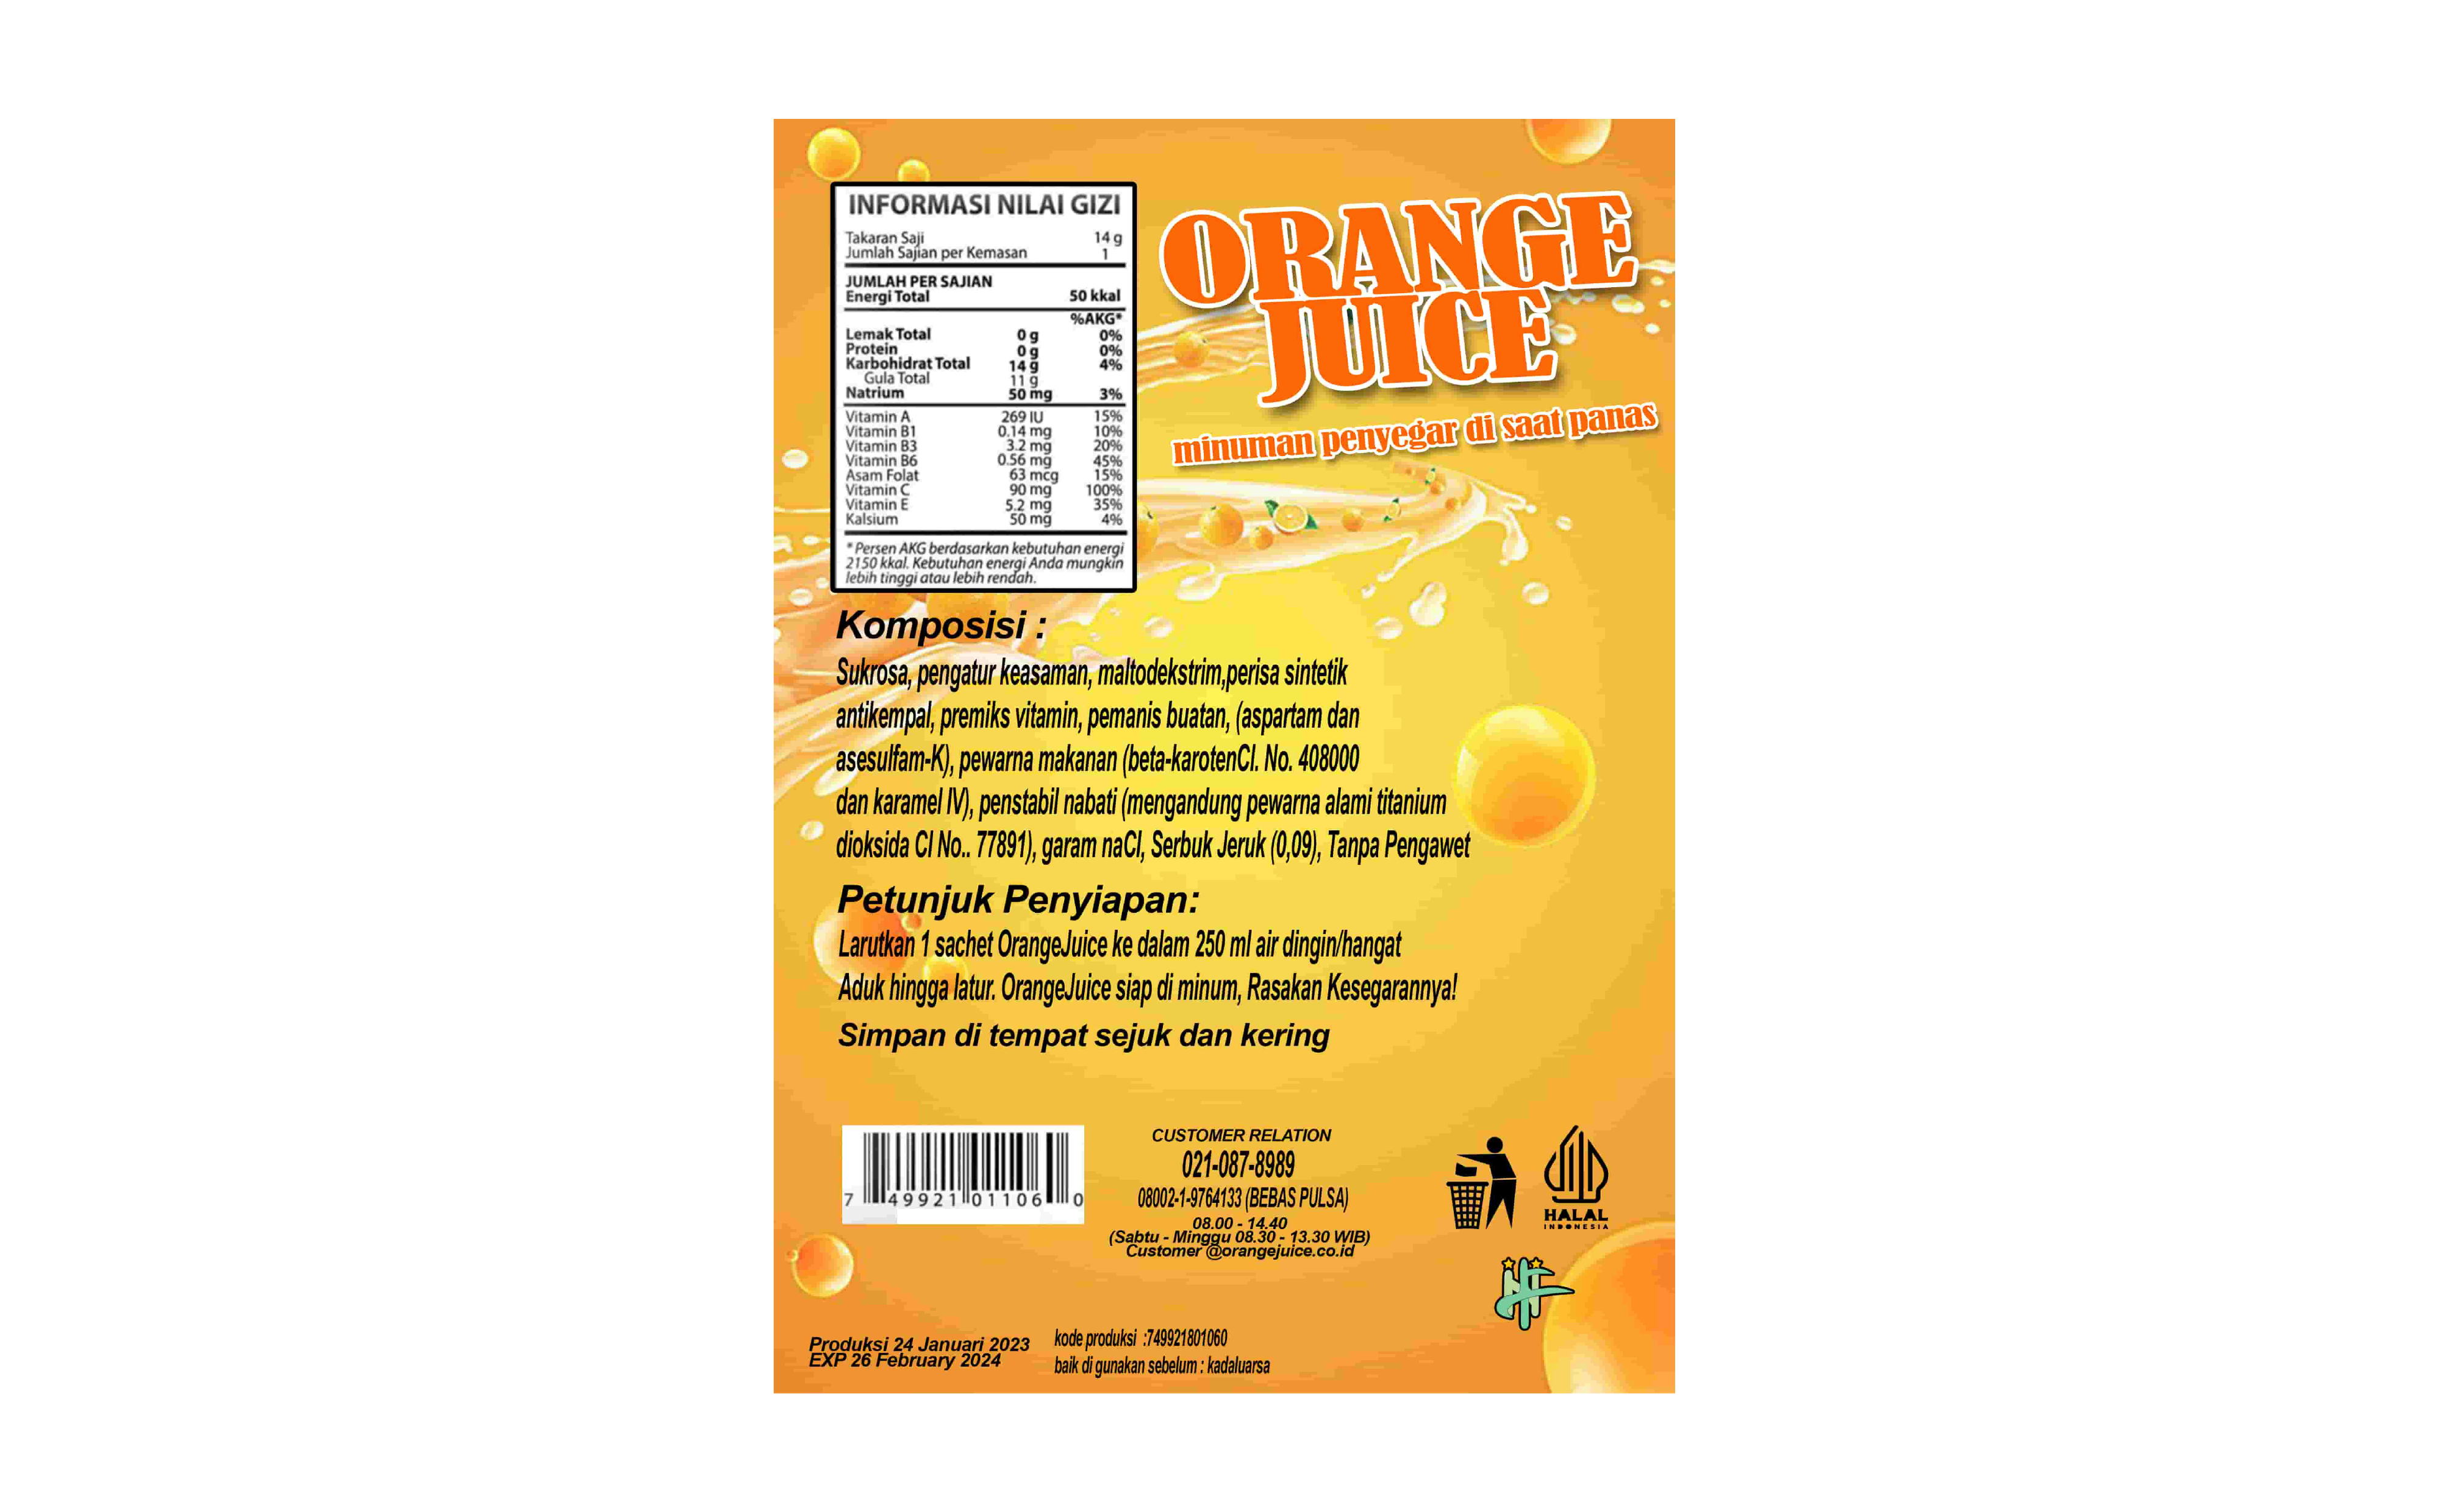 INFORMASI NILAI GIZI
Takaran Saji 14 g
Jumlah Sajian per Kemasan 1
JUMLAH PER SAJIAN
Energi Total 50 kkal
%AKG*
Lemak Total 0 g 0%
Protein 0 g 0%
Karbohidrat Total 14 g 4%
Gula Total 11 g
Natrium 50 mg 3%
Vitamin A 269 IU 15%
Vitamin B1 0.14 mg 10%
Vitamin B3 3.2 mg 20%
Vitamin B6 0.56 mg 45%
Asam Folat 63 mcg 15%
Vitamin C 90 mg 100%
Vitamin E 5.2 mg 35%
Kalsium 50 mg 4%
* Persen AKG berdasarkan kebutuhan energi
2150 kkal. Kebutuhan energi Anda mungkin
lebih tinggi atau lebih rendah.
ORANGE
JUICE
minuman penyegar di saat panas
Komposisi :
Sukrosa, pengatur keasaman, maltodekstrim,perisa sintetik
antikempal, premiks vitamin, pemanis buatan, (aspartam dan
asesulfam-K), pewarna makanan (beta-karotenCl. No. 408000
dan karamel IV), penstabil nabati (mengandung pewarna alami titanium
dioksida CI No.. 77891), garam naCl, Serbuk Jeruk (0,09), Tanpa Pengawet
Petunjuk Penyiapan:
Larutkan 1 sachet OrangeJuice ke dalam 250 ml air dingin/hangat
Aduk hingga latur. OrangeJuice siap di minum, Rasakan Kesegarannya!
Simpan di tempat sejuk dan kering
7 49921 01106 0
CUSTOMER RELATION
021-087-8989
08002-1-9764133 (BEBAS PULSA)
08.00 - 14.40
(Sabtu - Minggu 08.30 - 13.30 WIB)
Customer @orangejuice.co.id
HALAL
INDONESIA
Produksi 24 Januari 2023
EXP 26 February 2024
kode produksi :749921801060
baik di gunakan sebelum : kadaluarsa